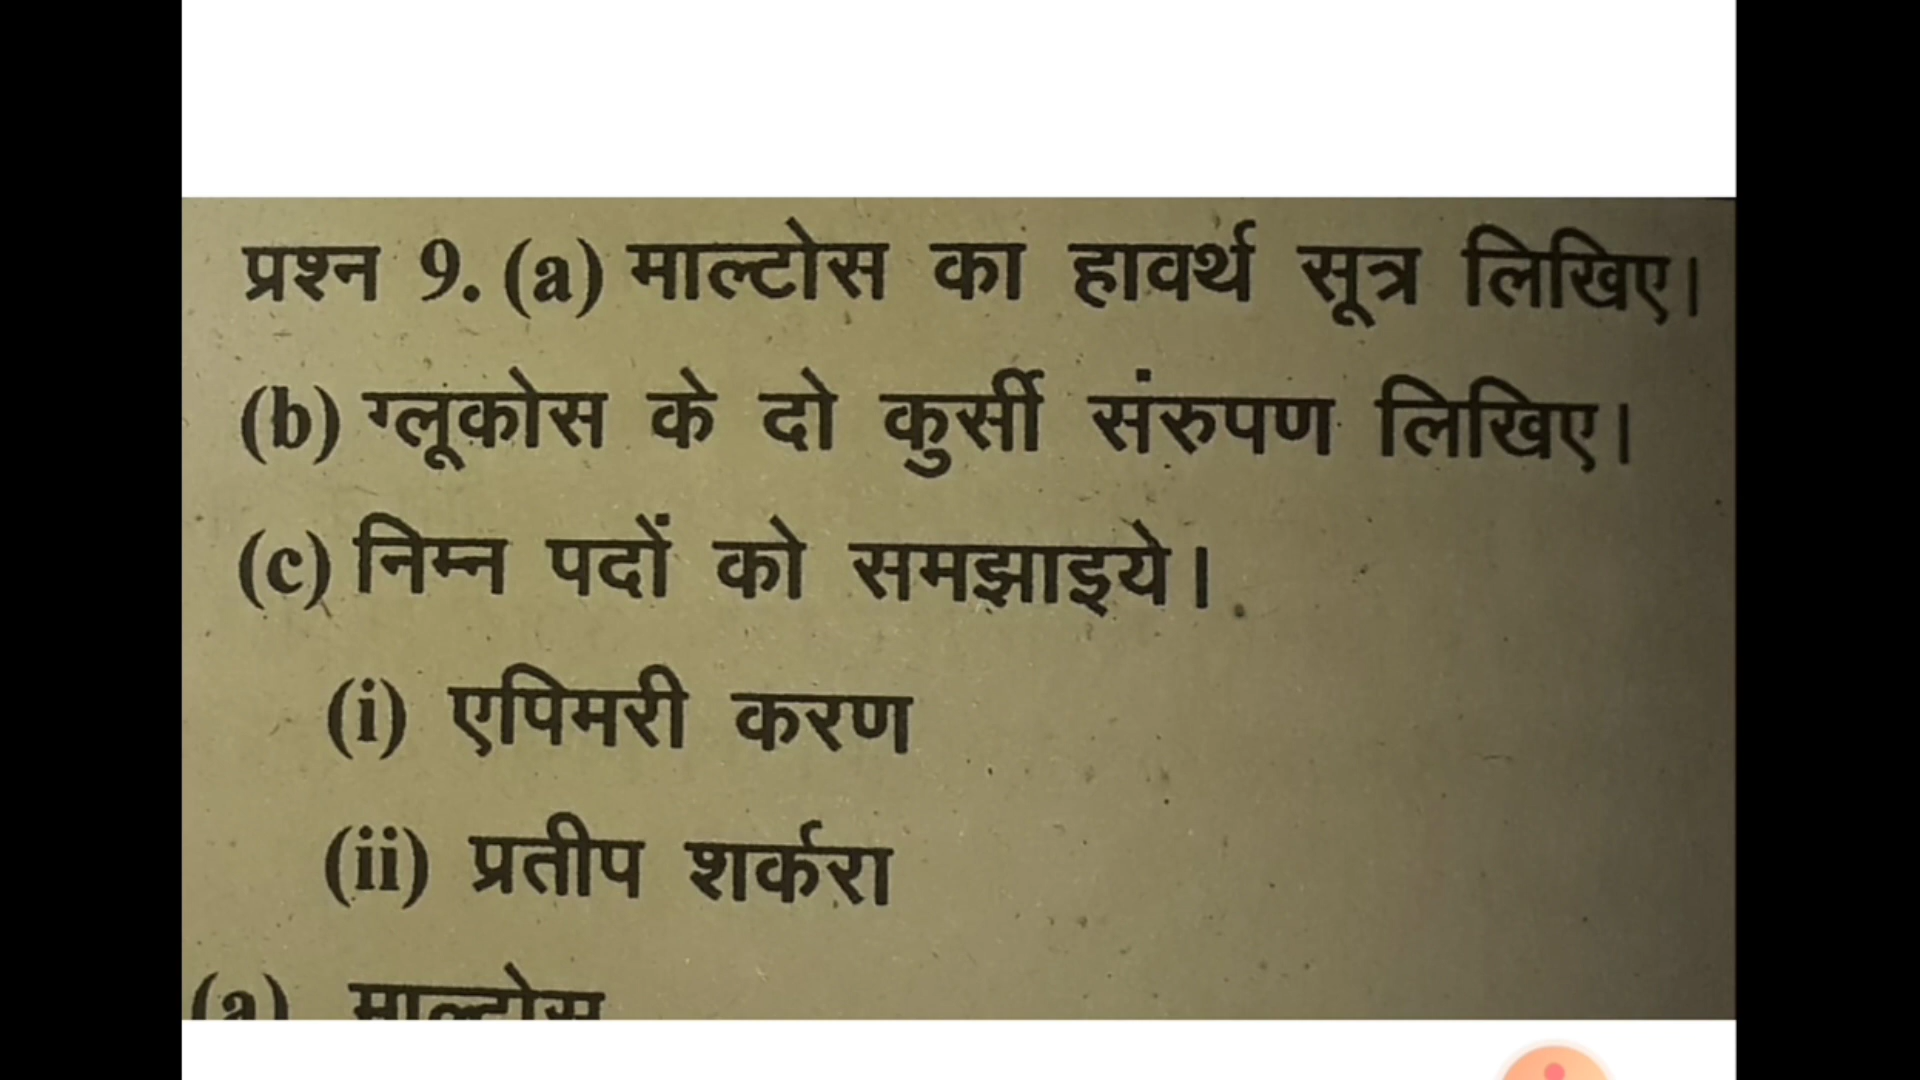 प्रश्न 9. (a) माल्टोस का हावर्थ सूत्र लिखिए।
(b) ग्लूकोस के दो कुर्सी संरुपण लिखिए।
(c) निम्न पदों को समझाइये।
(i) एपिमरी करण
(ii) प्रतीप शर्करा
(a) माल्टोस